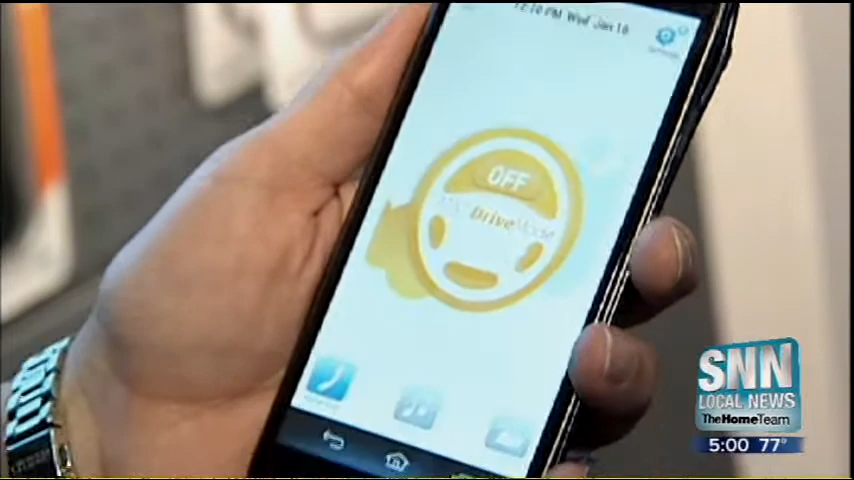 12:10 PM Wed Jan 16
OFF
DriveMode
SNN
LOCAL NEWS
TheHomeTeam
5:00 77°